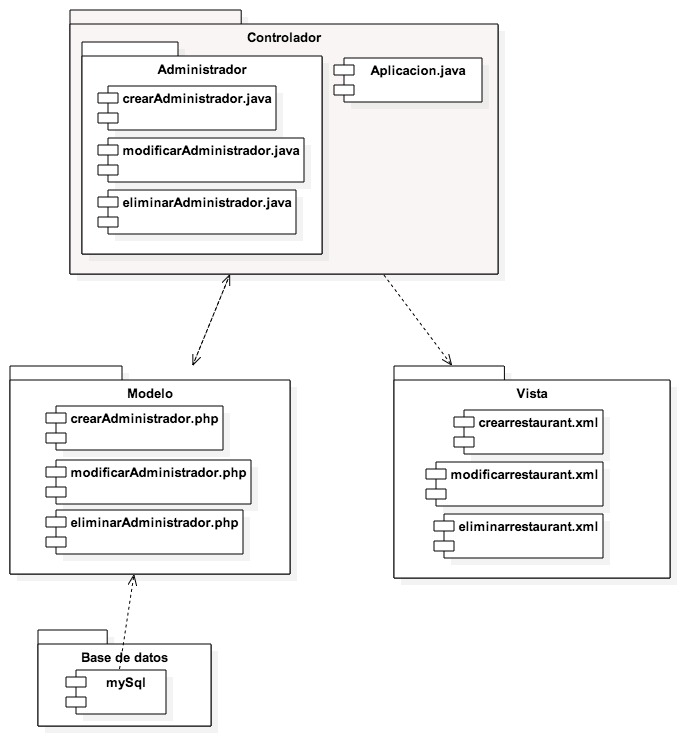 Controlador
Administrador
Aplicacion.java
crearAdministrador.java
modificarAdministrador.java
eliminarAdministrador.java
Modelo
crearAdministrador.php
modificarAdministrador.php
eliminarAdministrador.php
Vista
crearrestaurant.xml
modificarrestaurant.xml
eliminarrestaurant.xml
Base de datos
mySql